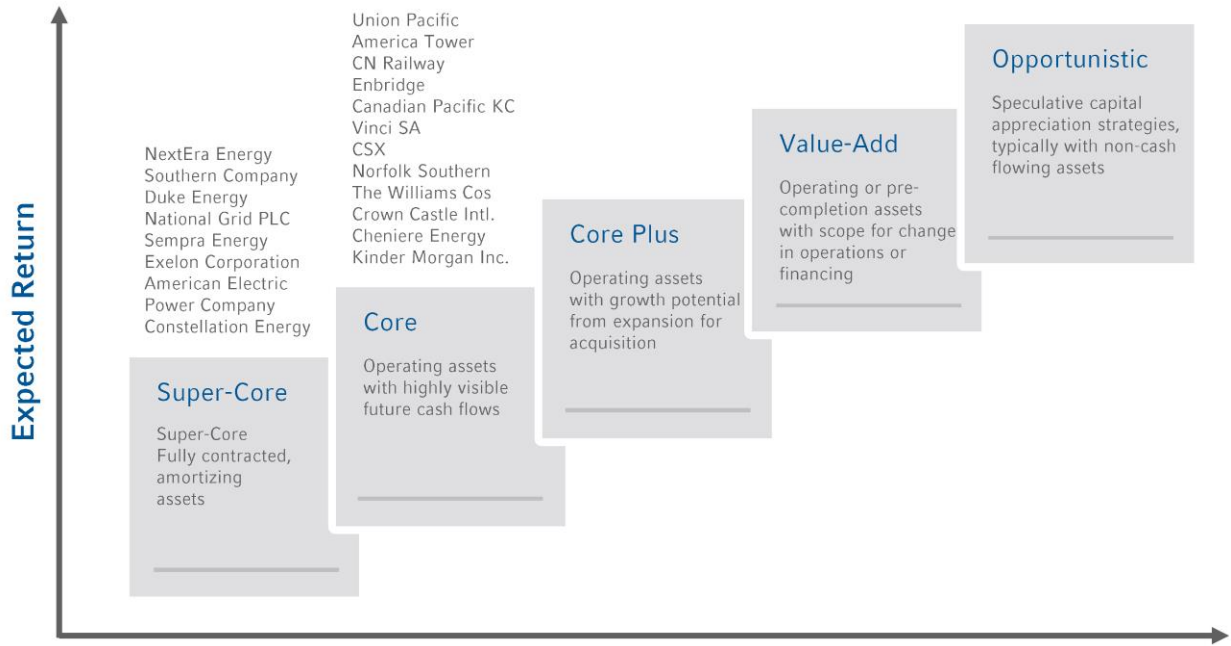 Expected Return
NextEra Energy
Southern Company
Duke Energy
National Grid PLC
Sempra Energy
Exelon Corporation
American Electric
Power Company
Constellation Energy
Super-Core
Super-Core
Fully contracted,
amortizing
assets
Union Pacific
America Tower
CN Railway
Enbridge
Canadian Pacific KC
Vinci SA
CSX
Norfolk Southern
The Williams Cos
Crown Castle Intl.
Cheniere Energy
Kinder Morgan Inc.
Core
Operating assets
with highly visible
future cash flows
Core Plus
Operating assets
with growth potential
from expansion for
acquisition
Value-Add
Operating or pre-
completion assets
with scope for change
in operations or
financing
Opportunistic
Speculative capital
appreciation strategies,
typically with non-cash
flowing assets